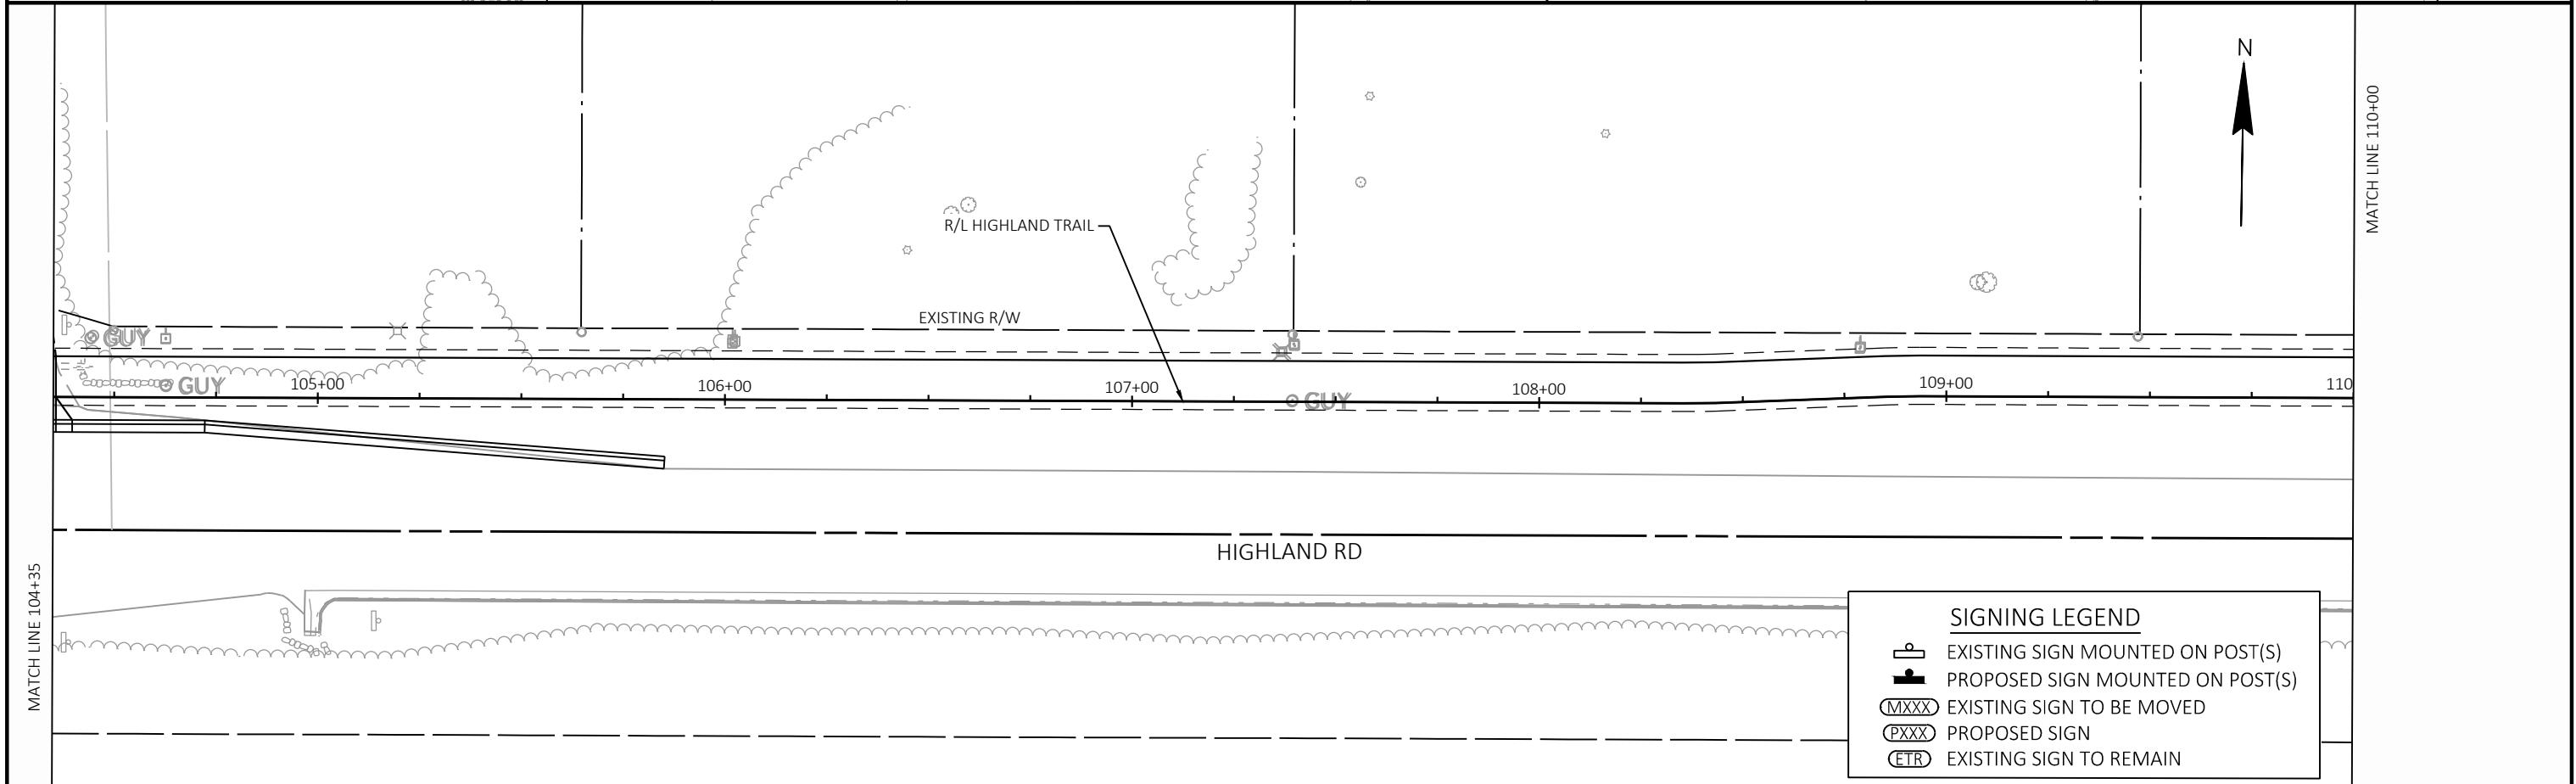 N
MATCH LINE 110+00
R/L HIGHLAND TRAIL
EXISTING R/W
GUY
GUY
105+00
106+00
107+00
GUY
108+00
109+00
110
HIGHLAND RD
MATCH LINE 104+35
SIGNING LEGEND
EXISTING SIGN MOUNTED ON POST(S)
PROPOSED SIGN MOUNTED ON POST(S)
MXXX EXISTING SIGN TO BE MOVED
PXXX PROPOSED SIGN
ETR EXISTING SIGN TO REMAIN